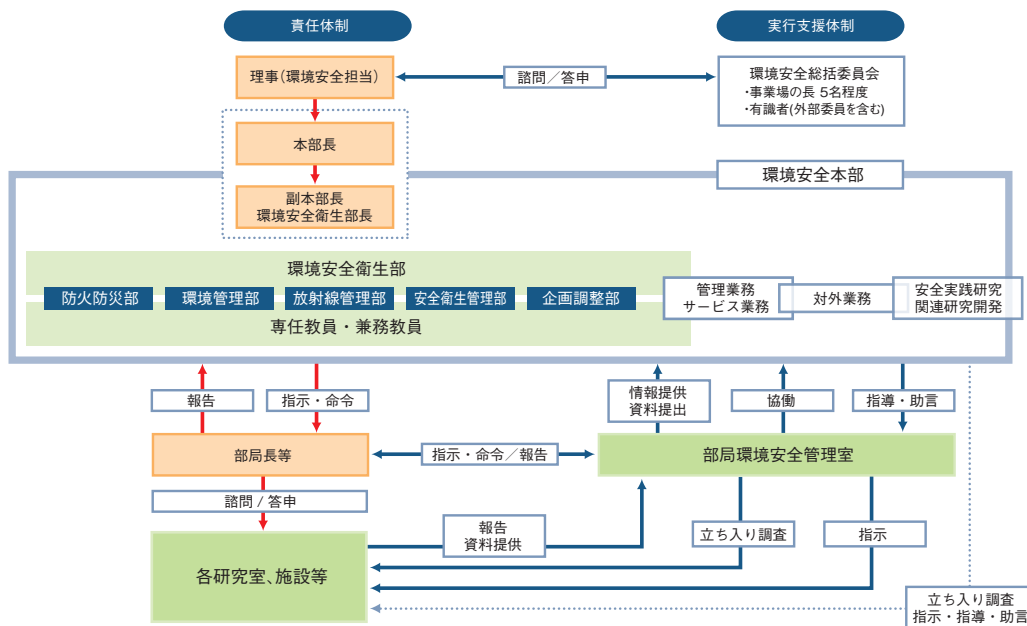 責任体制
実行支援体制
理事(環境安全担当)
諮問／答申
環境安全総括委員会
・事業場の長 5名程度
・有識者(外部委員を含む)
本部長
環境安全本部
副本部長
環境安全衛生部長
環境安全衛生部
防火防災部
環境管理部
放射線管理部
安全衛生管理部
企画調整部
専任教員・兼務教員
管理業務
サービス業務
対外業務
安全実践研究
関連研究開発
報告
指示・命令
情報提供
資料提出
協働
指導・助言
部局長等
指示・命令／報告
部局環境安全管理室
諮問 / 答申
報告
資料提供
立ち入り調査
指示
各研究室、施設等
立ち入り調査
指示・指導・助言